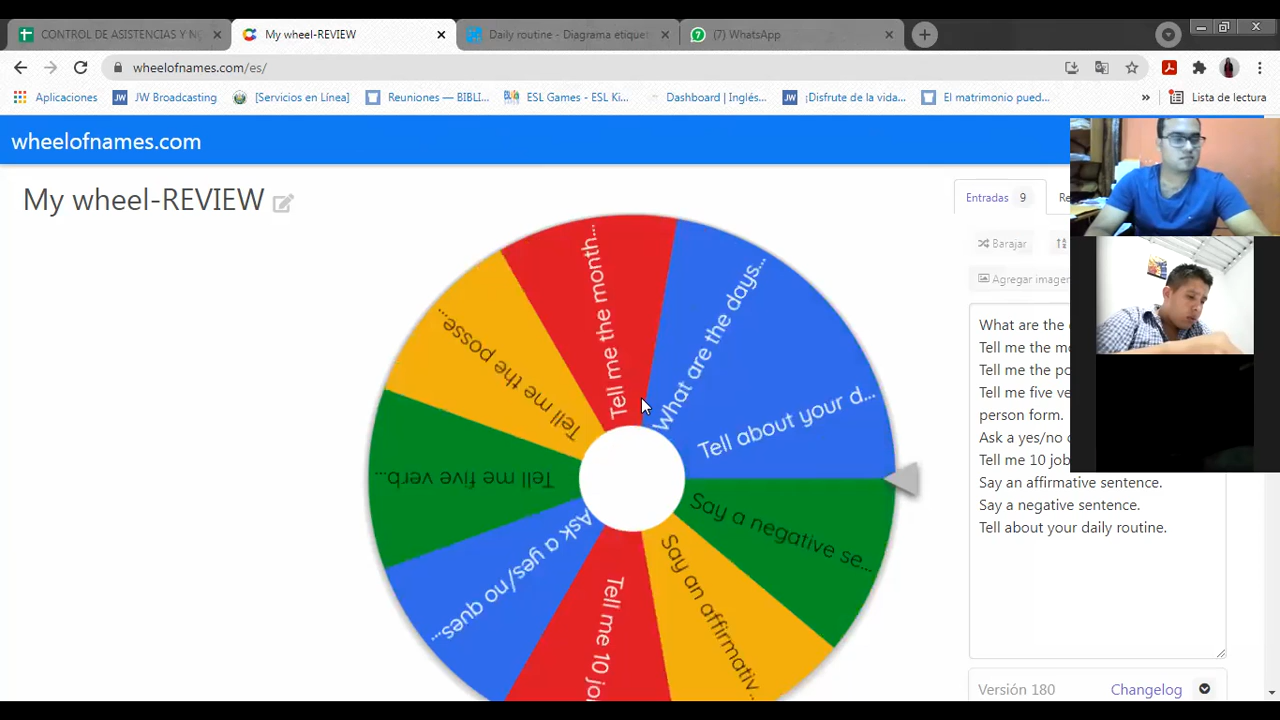 CONTROL DE ASISTENCIAS Y N
My wheel-REVIEW
Daily routine - Diagrama etique
(7) WhatsApp
wheelofnames.com/es/
Aplicaciones
JW Broadcasting
[Servicios en Línea]
Reuniones — BIBLI...
ESL Games - ESL Ki...
Dashboard | Inglés...
¡Disfrute de la vida...
El matrimonio pued...
»
Lista de lectura
wheelofnames.com
My wheel-REVIEW
Entradas 9
Re
Barajar
Agregar imagen
What are the
Tell me the mo
Tell me the po
Tell me five ve
person form.
Ask a yes/no
Tell me 10 job
Say an affirmative sentence.
Say a negative sentence.
Tell about your daily routine.
Tell me the month...
What are the days...
Tell about your d...
Say a negative se...
Say an affirmativ...
Tell me 10 jo
Ask a yes/no ques...
Tell me five verb...
Tell me the posse...
Versión 180
Changelog